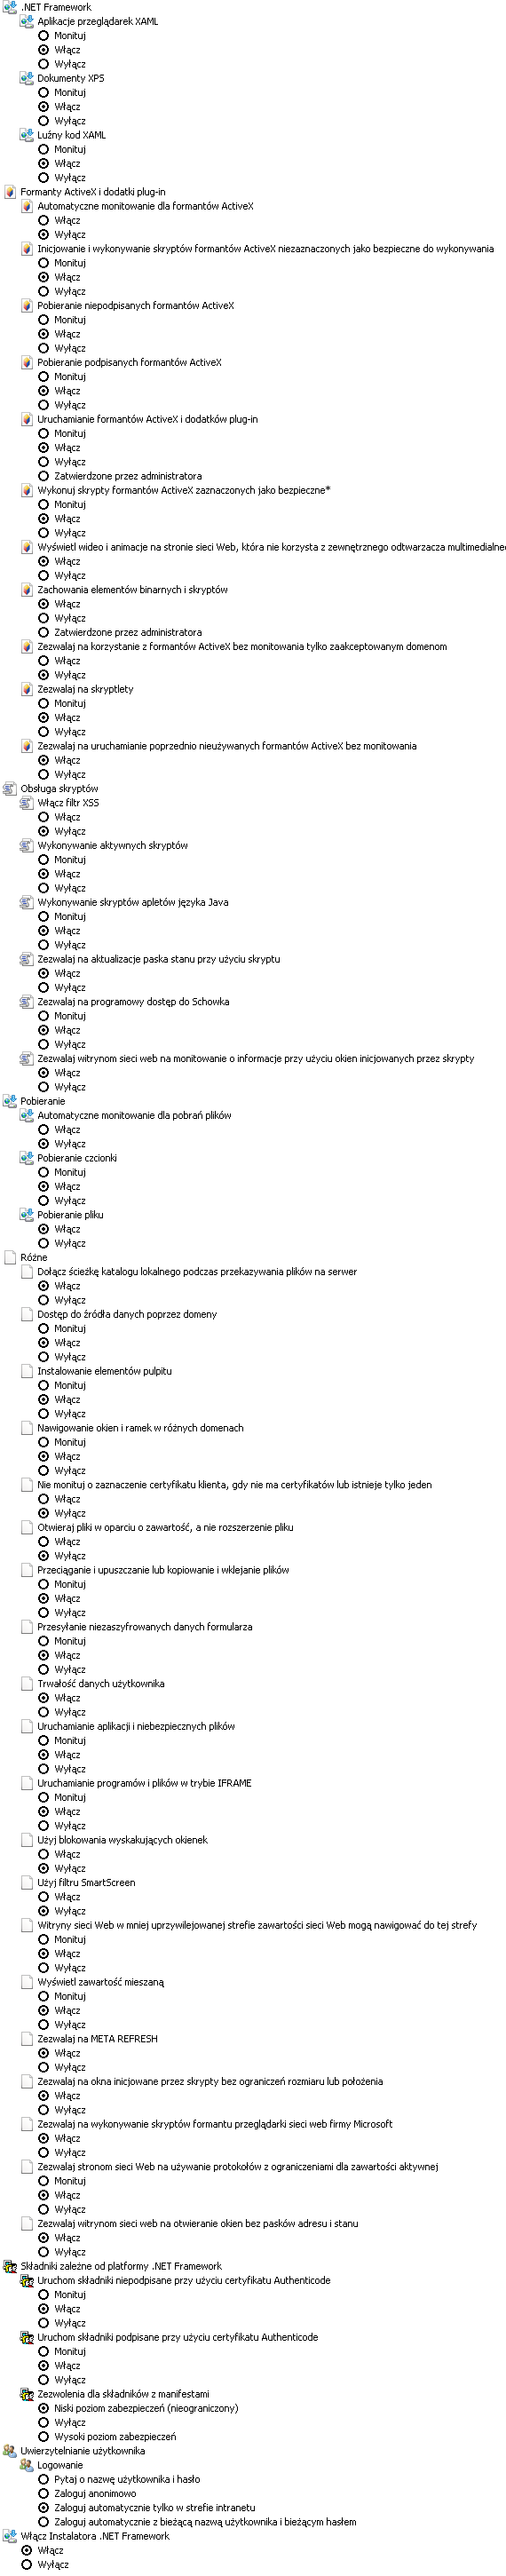 .NET Framework
Aplikacje przeglądarek XAML
Monituj
Włącz
Wyłącz
Dokumenty XPS
Monituj
Włącz
Wyłącz
Luźny kod XAML
Monituj
Włącz
Wyłącz
Formanty ActiveX i dodatki plug-in
Automatyczne monitowanie dla formantów ActiveX
Włącz
Wyłącz
Inicjowanie i wykonywanie skryptów formantów ActiveX niezaznaczonych jako bezpieczne do wykonywania
Monituj
Włącz
Wyłącz
Pobieranie niepodpisanych formantów ActiveX
Monituj
Włącz
Wyłącz
Pobieranie podpisanych formantów ActiveX
Monituj
Włącz
Wyłącz
Uruchamianie formantów ActiveX i dodatków plug-in
Monituj
Włącz
Wyłącz
Zatwierdzone przez administratora
Wykonuj skrypty formantów ActiveX zaznaczonych jako bezpieczne*
Monituj
Włącz
Wyłącz
Wyświetl wideo i animacje na stronie sieci Web, która nie korzysta z zewnętrznego odtwarzacza multimedialne
Włącz
Wyłącz
Zachowania elementów binarnych i skryptów
Włącz
Wyłącz
Zatwierdzone przez administratora
Zezwalaj na korzystanie z formantów ActiveX bez monitowania tylko zaakceptowanym domenom
Włącz
Wyłącz
Zezwalaj na skryptlety
Monituj
Włącz
Wyłącz
Zezwalaj na uruchamianie poprzednio nieużywanych formantów ActiveX bez monitowania
Włącz
Wyłącz
Obsługa skryptów
Włącz filtr XSS
Włącz
Wyłącz
Wykonywanie aktywnych skryptów
Monituj
Włącz
Wyłącz
Wykonywanie skryptów apletów języka Java
Monituj
Włącz
Wyłącz
Zezwalaj na aktualizacje paska stanu przy użyciu skryptu
Włącz
Wyłącz
Zezwalaj na programowy dostęp do Schowka
Monituj
Włącz
Wyłącz
Zezwalaj witrynom sieci web na monitowanie o informacje przy użyciu okien inicjowanych przez skrypty
Włącz
Wyłącz
Pobieranie
Automatyczne monitowanie dla pobrań plików
Włącz
Wyłącz
Pobieranie czcionki
Monituj
Włącz
Wyłącz
Pobieranie pliku
Włącz
Wyłącz
Różne
Dołącz ścieżkę katalogu lokalnego podczas przekazywania plików na serwer
Włącz
Wyłącz
Dostęp do źródła danych poprzez domeny
Monituj
Włącz
Wyłącz
Instalowanie elementów pulpitu
Monituj
Włącz
Wyłącz
Nawigowanie okien i ramek w różnych domenach
Monituj
Włącz
Wyłącz
Nie monituj o zaznaczenie certyfikatu klienta, gdy nie ma certyfikatów lub istnieje tylko jeden
Włącz
Wyłącz
Otwieraj pliki w oparciu o zawartość, a nie rozszerzenie pliku
Włącz
Wyłącz
Przeciąganie i upuszczanie lub kopiowanie i wklejanie plików
Monituj
Włącz
Wyłącz
Przesyłanie niezaszyfrowanych danych formularza
Monituj
Włącz
Wyłącz
Trwałość danych użytkownika
Włącz
Wyłącz
Uruchamianie aplikacji i niebezpiecznych plików
Monituj
Włącz
Wyłącz
Uruchamianie programów i plików w trybie IFRAME
Monituj
Włącz
Wyłącz
Użyj blokowania wyskakujących okienek
Włącz
Wyłącz
Użyj filtru SmartScreen
Włącz
Wyłącz
Witryny sieci Web w mniej uprzywilejowanej strefie zawartości sieci Web mogą nawigować do tej strefy
Monituj
Włącz
Wyłącz
Wyświetl zawartość mieszaną
Monituj
Włącz
Wyłącz
Zezwalaj na META REFRESH
Włącz
Wyłącz
Zezwalaj na okna inicjowane przez skrypty bez ograniczeń rozmiaru lub położenia
Włącz
Wyłącz
Zezwalaj na wykonywanie skryptów formantu przeglądarki sieci web firmy Microsoft
Włącz
Wyłącz
Zezwalaj stronom sieci Web na używanie protokołów z ograniczeniami dla zawartości aktywnej
Monituj
Włącz
Wyłącz
Zezwalaj witrynom sieci web na otwieranie okien bez pasków adresu i stanu
Włącz
Wyłącz
Składniki zależne od platformy .NET Framework
Uruchom składniki niepodpisane przy użyciu certyfikatu Authenticode
Monituj
Włącz
Wyłącz
Uruchom składniki podpisane przy użyciu certyfikatu Authenticode
Monituj
Włącz
Wyłącz
Zezwolenia dla składników z manifestami
Niski poziom zabezpieczeń (nieograniczony)
Wyłącz
Wysoki poziom zabezpieczeń
Uwierzytelnianie użytkownika
Logowanie
Pytaj o nazwę użytkownika i hasło
Zaloguj anonimowo
Zaloguj automatycznie tylko w strefie intranetu
Zaloguj automatycznie z bieżącą nazwą użytkownika i bieżącym hasłem
Włącz Instalatora .NET Framework
Włącz
Wyłącz